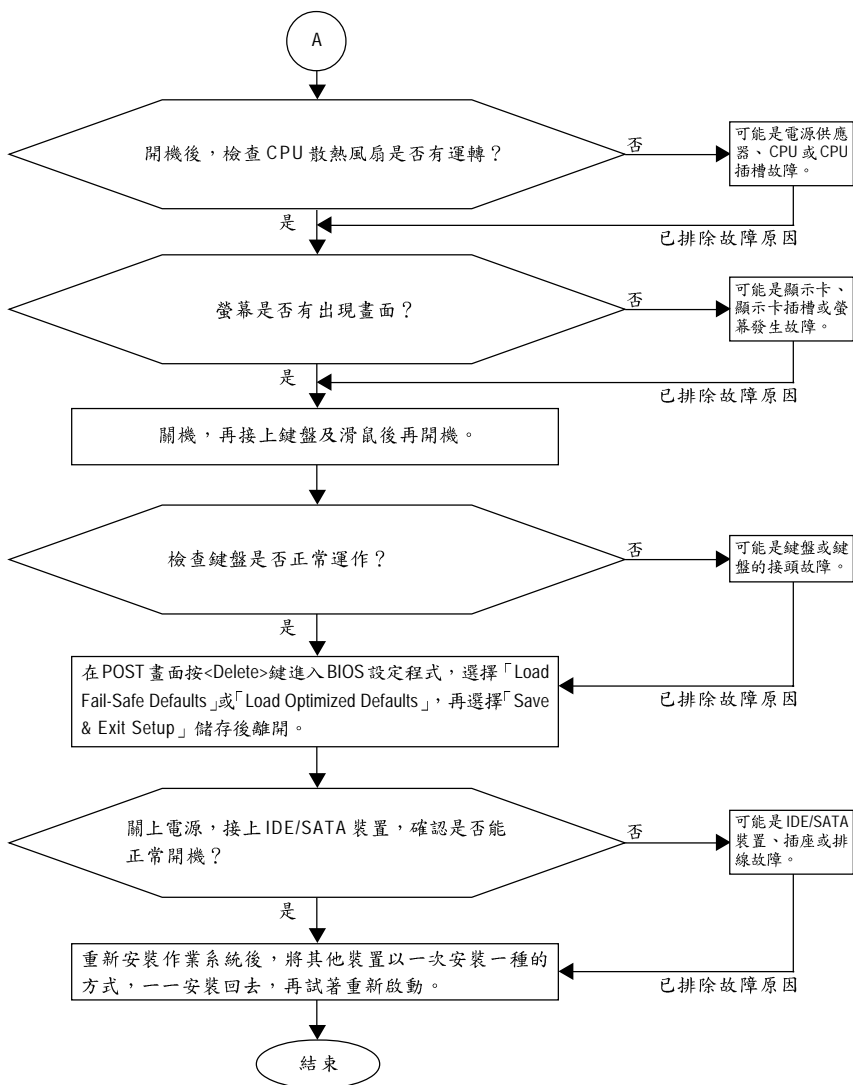 A
開機後，檢查CPU散熱風扇是否有運轉？
否
可能是電源供應
器、CPU或CPU
插槽故障。
是
已排除故障原因
螢幕是否有出現畫面？
否
可能是顯示卡、
顯示卡插槽或螢
幕發生故障。
是
已排除故障原因
關機，再接上鍵盤及滑鼠後再開機。
檢查鍵盤是否正常運作？
否
可能是鍵盤或鍵
盤的接頭故障。
是
在POST畫面按<Delete>鍵進入BIOS設定程式，選擇「Load
Fail-Safe Defaults」或「Load Optimized Defaults」，再選擇「Save
& Exit Setup」儲存後離開。
已排除故障原因
關上電源，接上IDE/SATA裝置，確認是否能
正常開機？
否
可能是IDE/SATA
裝置、插座或排
線故障。
是
重新安裝作業系統後，將其他裝置以一次安裝一種的
方式，一一安裝回去，再試著重新啟動。
已排除故障原因
結束